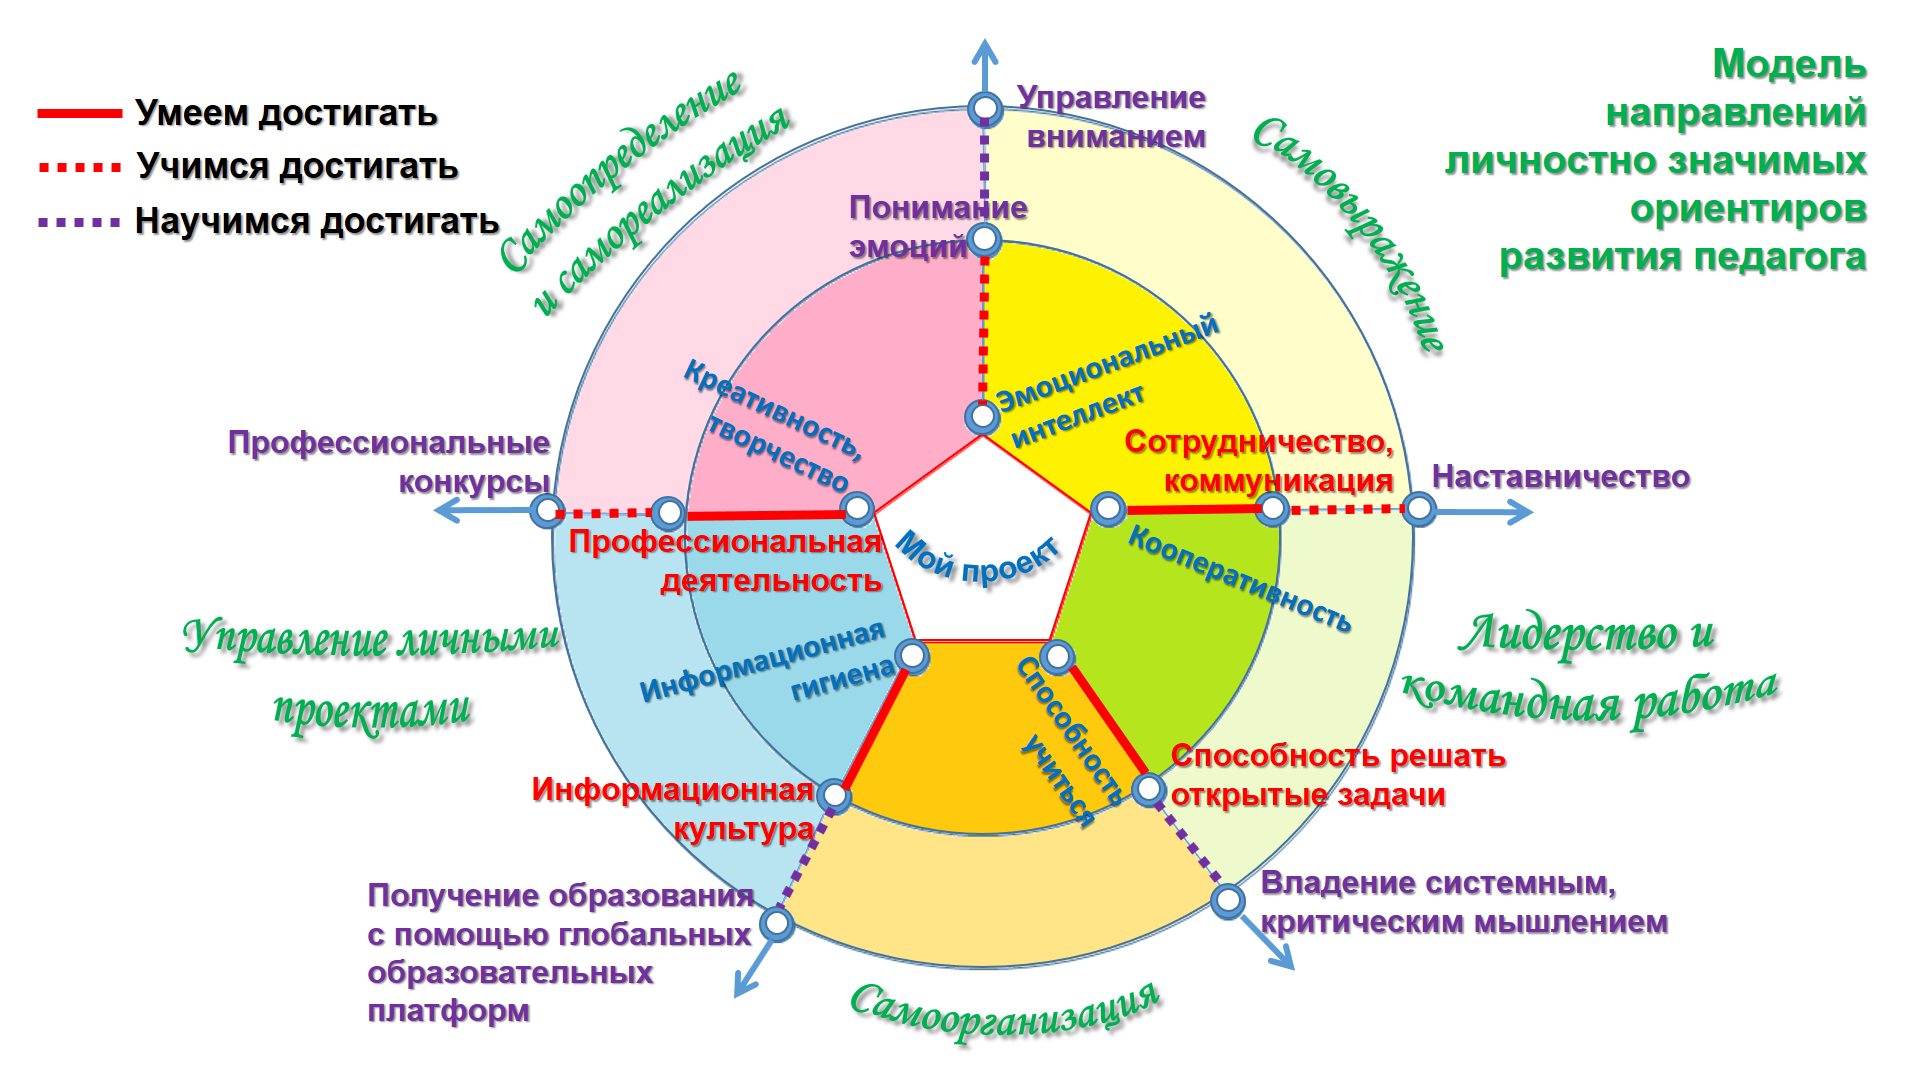 Модель
направлений
личностно значимых
ориентиров
развития педагога
Умеем достигать
Учимся достигать
Научимся достигать
Самоопределение
и самореализация
Управление
вниманием
Самовыражение
Понимание
эмоций
Эмоциональный
интеллект
Креативность,
творчество
Профессиональные
конкурсы
Сотрудничество,
коммуникация
Наставничество
Профессиональная
деятельность
Мой проект
Кооперативность
Управление личными
проектами
Информационная
гигиена
Способность
учиться
Лидерство и
командная работа
Информационная
культура
Способность решать
открытые задачи
Получение образования
с помощью глобальных
образовательных
платформ
Владение системным,
критическим мышлением
Самоорганизация